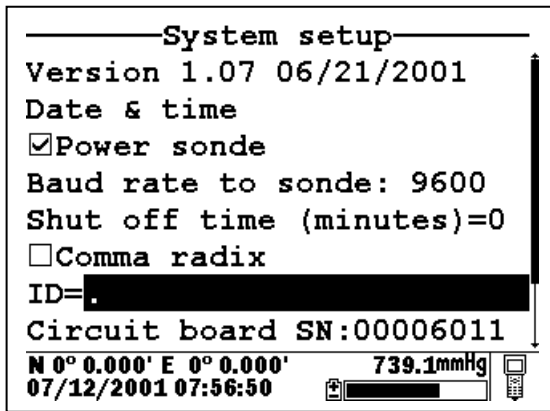 System setup
Version 1.07 06/21/2001
Date & time
☑Power sonde
Baud rate to sonde: 9600
Shut off time (minutes)=0
☐Comma radix
ID=.
Circuit board SN:00006011
N 0° 0.000' E 0° 0.000' 739.1mmHg
07/12/2001 07:56:50